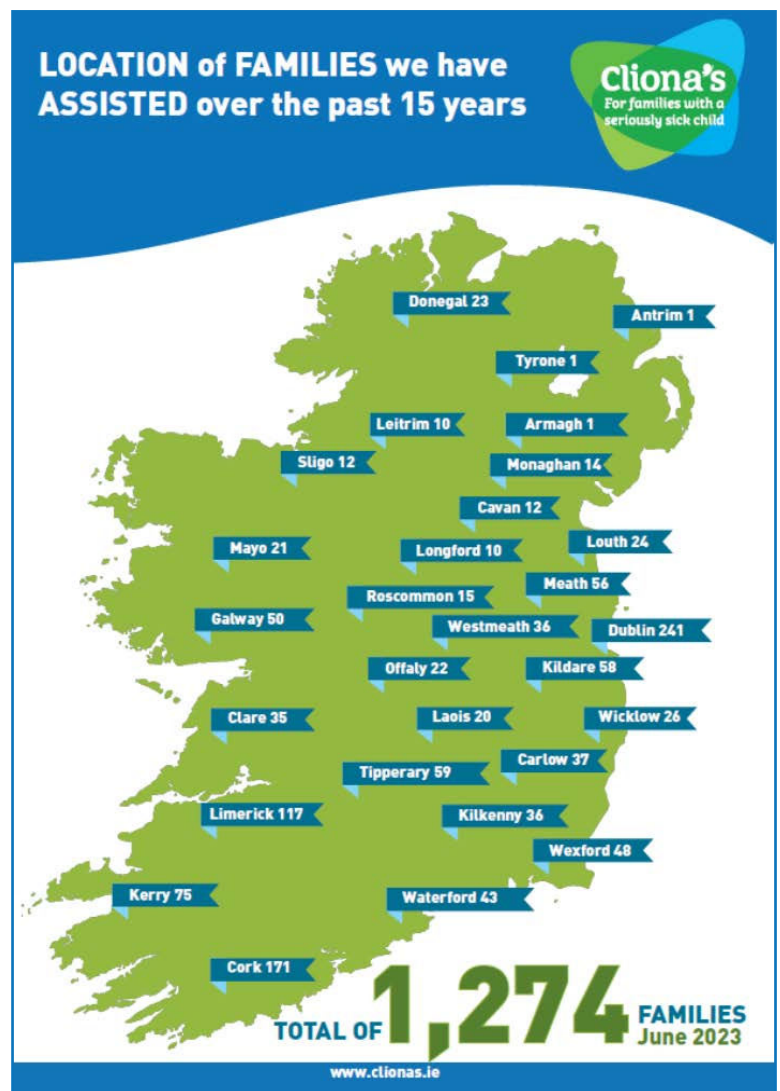 LOCATION of FAMILIES we have
ASSISTED over the past 15 years
Cliona's
For families with a
seriously sick child
Donegal 23
Antrim 1
Tyrone 1
Leitrim 10
Armagh 1
Sligo 12
Monaghan 14
Cavan 12
Mayo 21
Longford 10
Louth 24
Meath 56
Roscommon 15
Galway 50
Westmeath 36
Dublin 241
Offaly 22
Kildare 58
Clare 35
Laois 20
Wicklow 26
Carlow 37
Tipperary 59
Limerick 117
Kilkenny 36
Wexford 48
Kerry 75
Waterford 43
Cork 171
TOTAL OF 1,274 FAMILIES
June 2023
www.clionas.ie